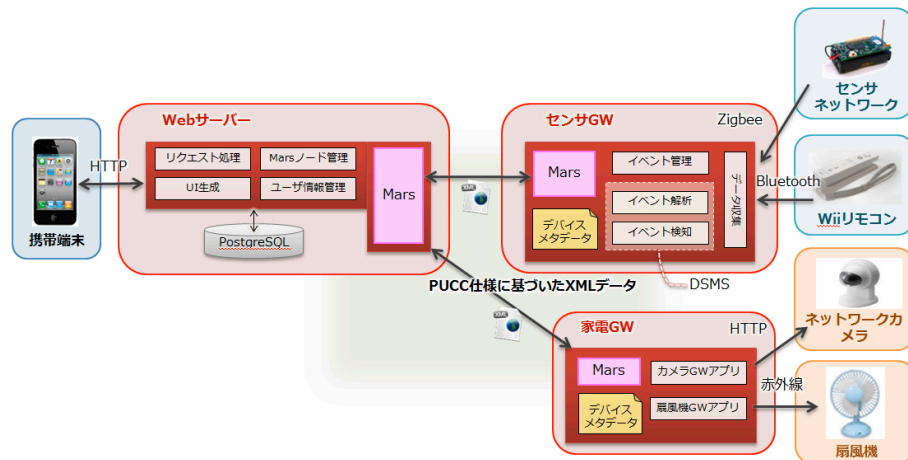 携帯端末
HTTP
Webサーバー
リクエスト処理
Marsノード管理
UI生成
ユーザ情報管理
Mars
PostgreSQL
XML
PUCC仕様に基づいたXMLデータ
XML
センサGW
Zigbee
Mars
イベント管理
デバイス
メタデータ
イベント解析
イベント検知
データ収集
DSMS
Bluetooth
センサ
ネットワーク
Wiiリモコン
家電GW
HTTP
Mars
カメラGWアプリ
デバイス
メタデータ
扇風機GWアプリ
赤外線
ネットワークカ
メラ
扇風機